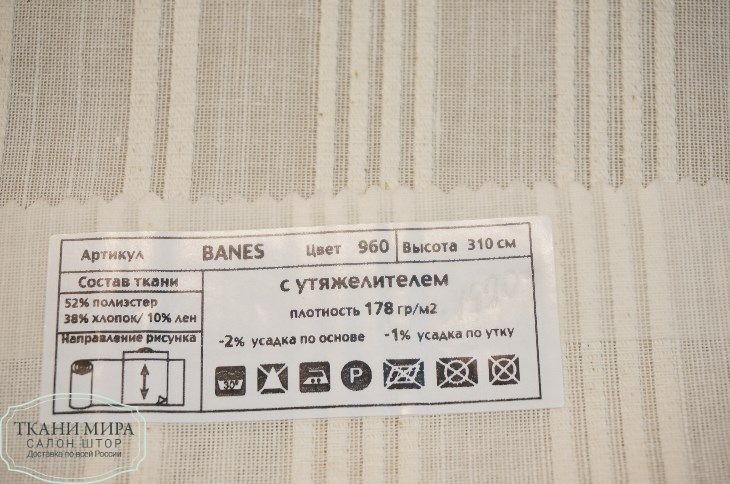 Артикул BANES Цвет 960 Высота 310 см
Состав ткани
52% полиэстер
38% хлопок/ 10% лен
Направление рисунка
с утяжелителем
плотность 178 гр/м2
-2% усадка по основе -1% усадка по утку
30°
P
ТКАНИ МИРА
САЛОН ШТОР
Доставка по всей России